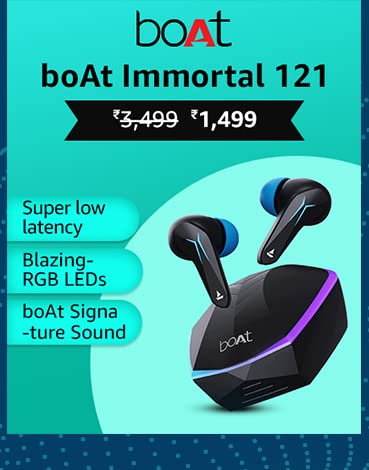 boAt
boAt Immortal 121
₹3,499 ₹1,499
Super low
latency
Blazing-
RGB LEDs
boAt Signa
-ture Sound
boAt